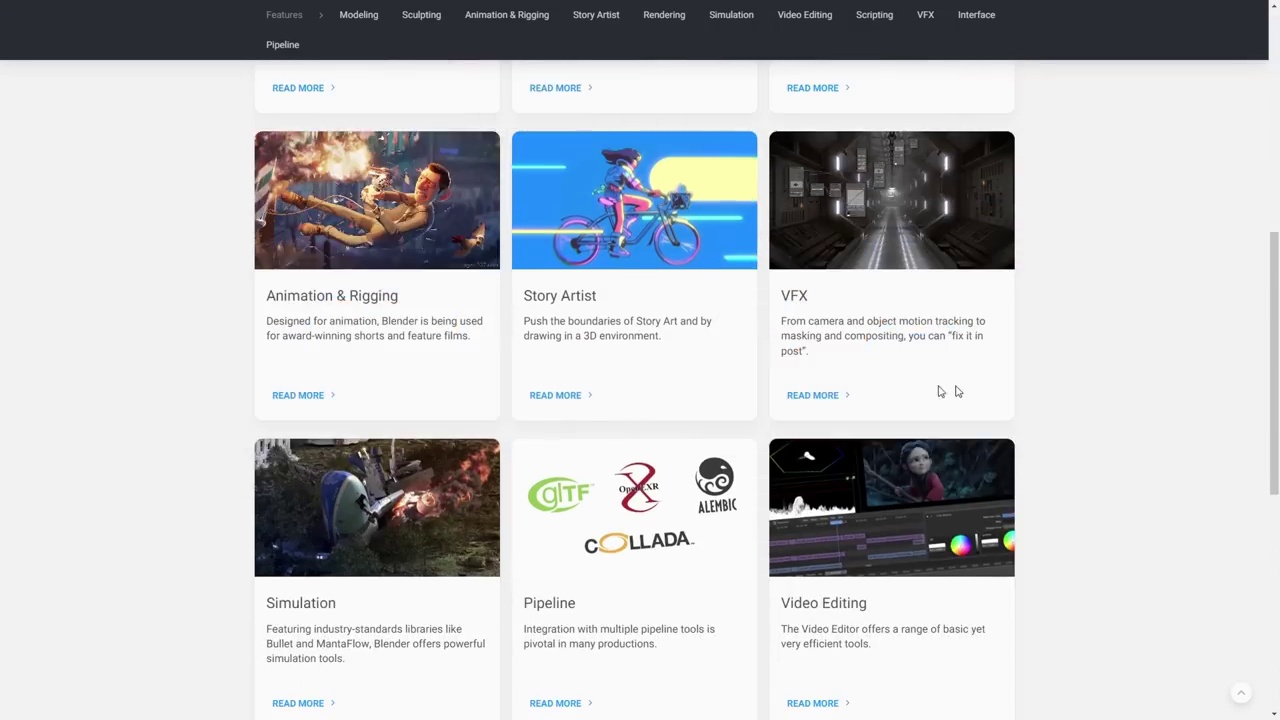 Features > Modeling Sculpting Animation & Rigging Story Artist Rendering Simulation Video Editing Scripting VFX Interface
Pipeline
READ MORE >
READ MORE >
READ MORE >
Animation & Rigging
Designed for animation, Blender is being used
for award-winning shorts and feature films.
READ MORE >
Story Artist
Push the boundaries of Story Art and by
drawing in a 3D environment.
READ MORE >
VFX
From camera and object motion tracking to
masking and compositing, you can "fix it in
post".
READ MORE >
Simulation
Featuring industry-standards libraries like
Bullet and MantaFlow, Blender offers powerful
simulation tools.
READ MORE >
glTF
OpenEXR
ALEMBIC
COLLADA
Pipeline
Integration with multiple pipeline tools is
pivotal in many productions.
READ MORE >
Video Editing
The Video Editor offers a range of basic yet
very efficient tools.
READ MORE >